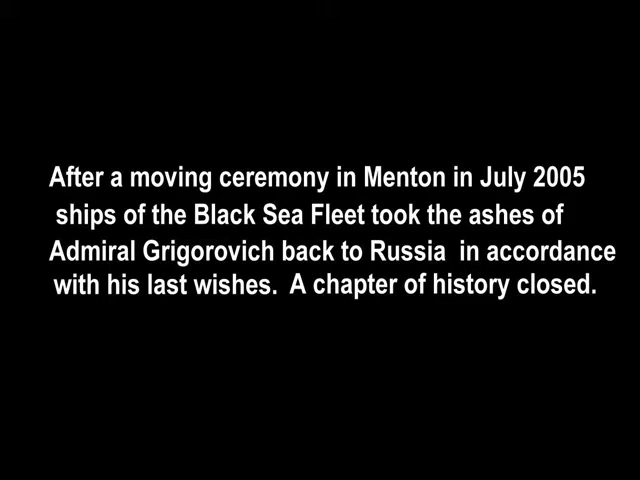 After a moving ceremony in Menton in July 2005
ships of the Black Sea Fleet took the ashes of
Admiral Grigorovich back to Russia  in accordance
with his last wishes.  A chapter of history closed.